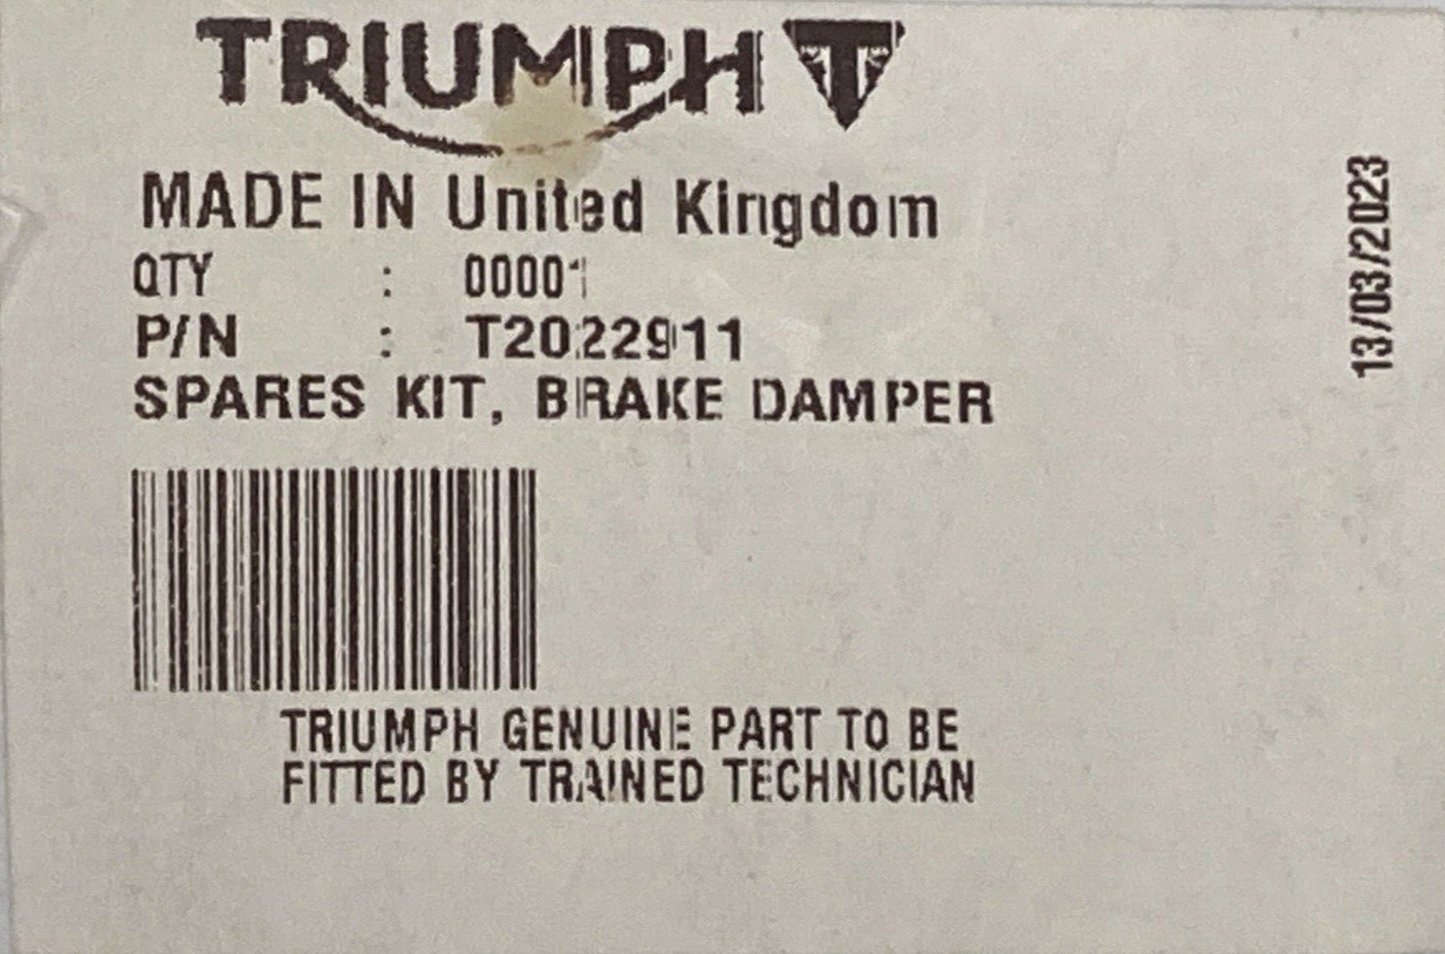 TRIUMPH T
MADE IN United Kingdom
QTY : 00001
P/N : T2022911
SPARES KIT, BRAKE DAMPER
TRIUMPH GENUINE PART TO BE
FITTED BY TRAINED TECHNICIAN
13/03/2023